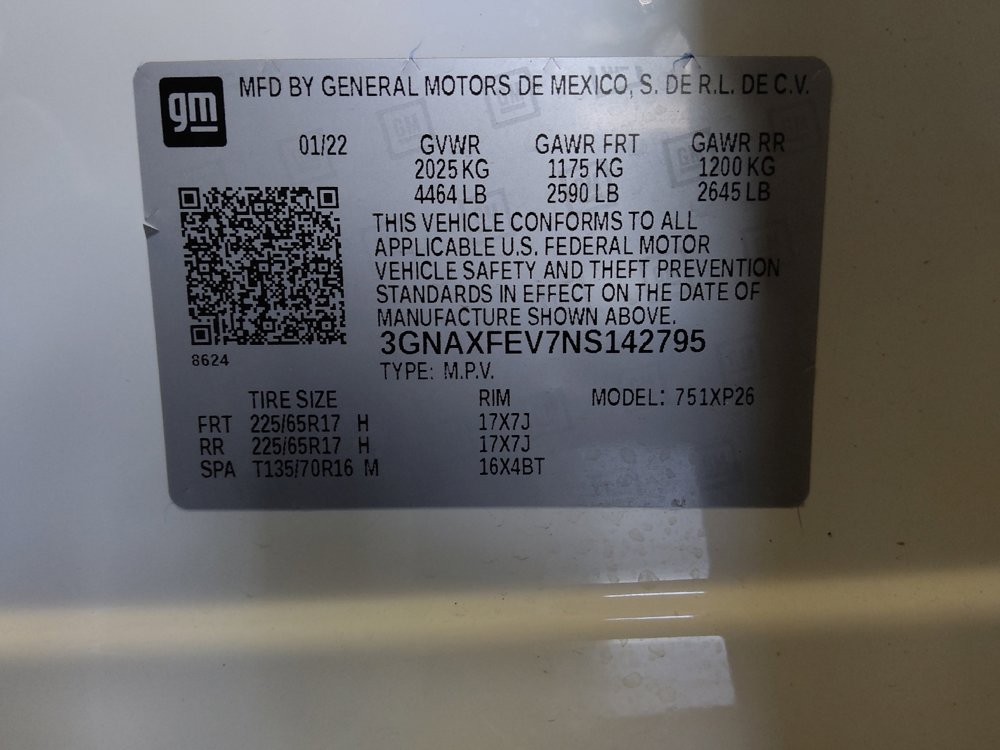 gm
MFD BY GENERAL MOTORS DE MEXICO, S. DE R.L. DE C.V.
01/22 GVWR GAWR FRT GAWR RR
2025 KG 1175 KG 1200 KG
4464 LB 2590 LB 2645 LB
THIS VEHICLE CONFORMS TO ALL
APPLICABLE U.S. FEDERAL MOTOR
VEHICLE SAFETY AND THEFT PREVENTION
STANDARDS IN EFFECT ON THE DATE OF
MANUFACTURE SHOWN ABOVE.
3GNAXFEV7NS142795
8624
TYPE: M.P.V.
TIRE SIZE RIM MODEL: 751XP26
FRT 225/65R17 H 17X7J
RR 225/65R17 H 17X7J
SPA T135/70R16 M 16X4BT